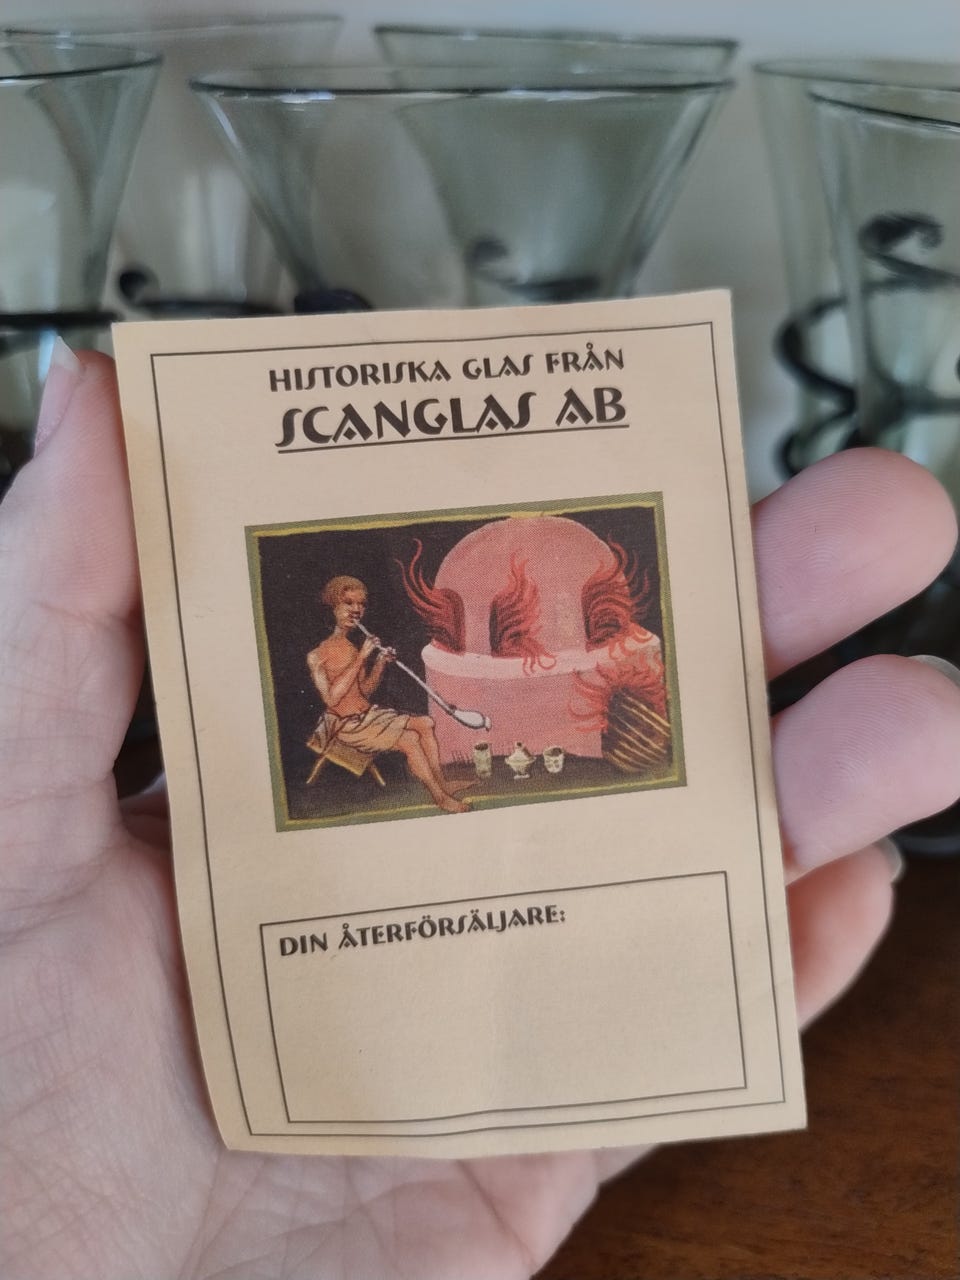 HISTORISKA GLAS FRÅN
SCANGLAS AB
DIN ÅTERFÖRSÄLJARE: